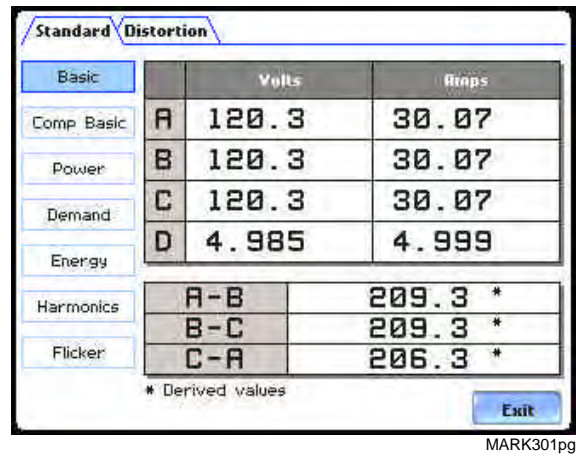 Standard Distortion
Basic
Comp Basic
Power
Demand
Energy
Harmonics
Flicker
Volts Amps
A 120.3 30.07
B 120.3 30.07
C 120.3 30.07
D 4.985 4.999
A-B 209.3 *
B-C 209.3 *
C-A 206.3 *
* Derived values
Exit
MARK301pg